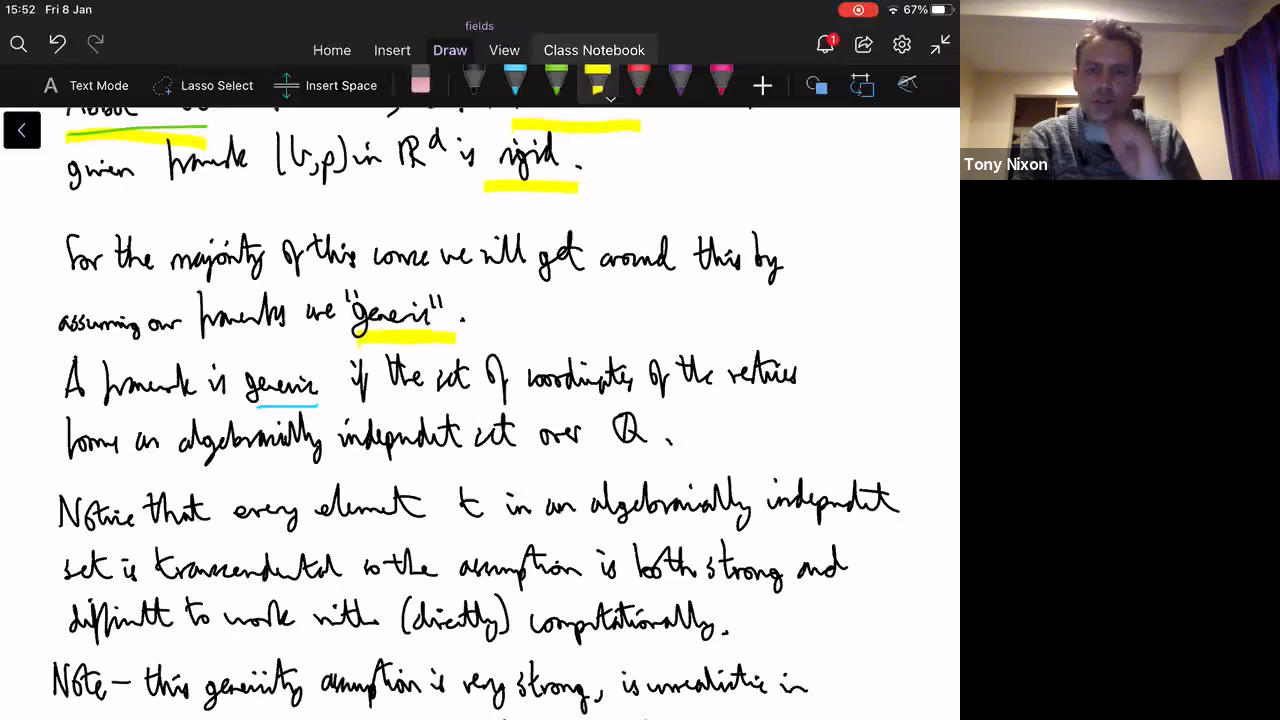 15:52 Fri 8 Jan
67%
fields
Home Insert Draw View Class Notebook
1
A Text Mode Lasso Select Insert Space
given framework (G,p) in ℝᵈ is rigid.
For the majority of this course we will get around this by
assuming our frameworks are "generic".
A framework is generic if the set of coordinates of the vertices
forms an algebraically independent set over ℚ.
Notice that every element t in an algebraically independent
set is transcendental so the assumption is both strong and
difficult to work with (directly) computationally.
Note – this genericity assumption is very strong, is unrealistic in
Tony Nixon